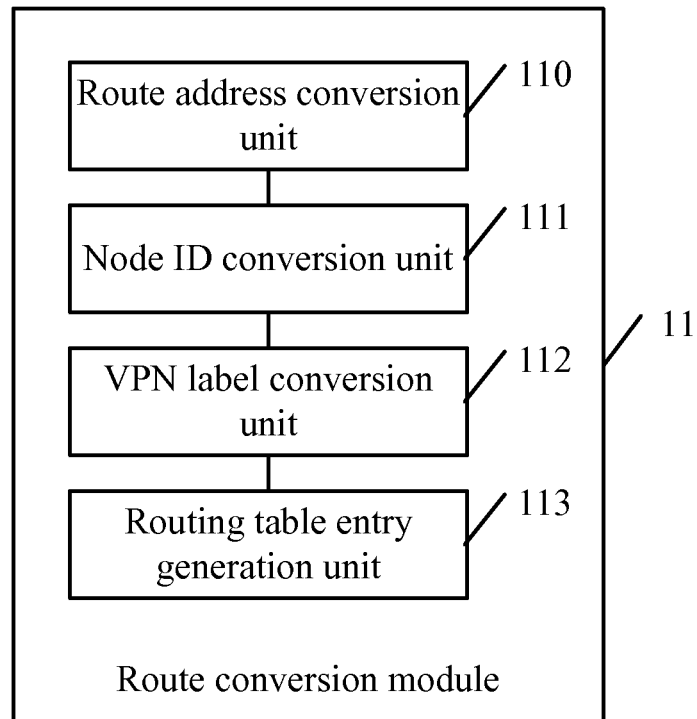 Route address conversion
unit
110
Node ID conversion unit
111
VPN label conversion
unit
112
Routing table entry
generation unit
113
11
Route conversion module